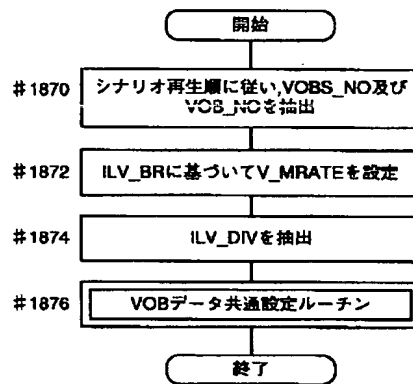 開始
#1870
シナリオ再生順に従い,VOBS_NO及び
VOB_NOを抽出
#1872
ILV_BRに基づいてV_MRATEを設定
#1874
ILV_DIVを抽出
#1876
VOBデータ共通設定ルーチン
終了